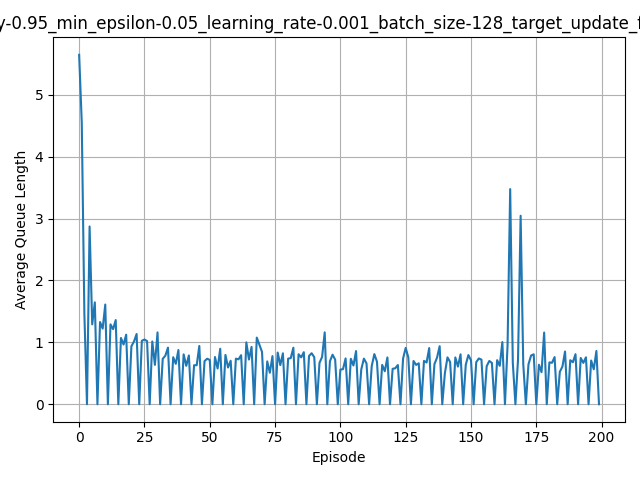 y-0.95_min_epsilon-0.05_learning_rate-0.001_batch_size-128_target_update_f
Average Queue Length
5
4
3
2
1
0
0 25 50 75 100 125 150 175 200
Episode